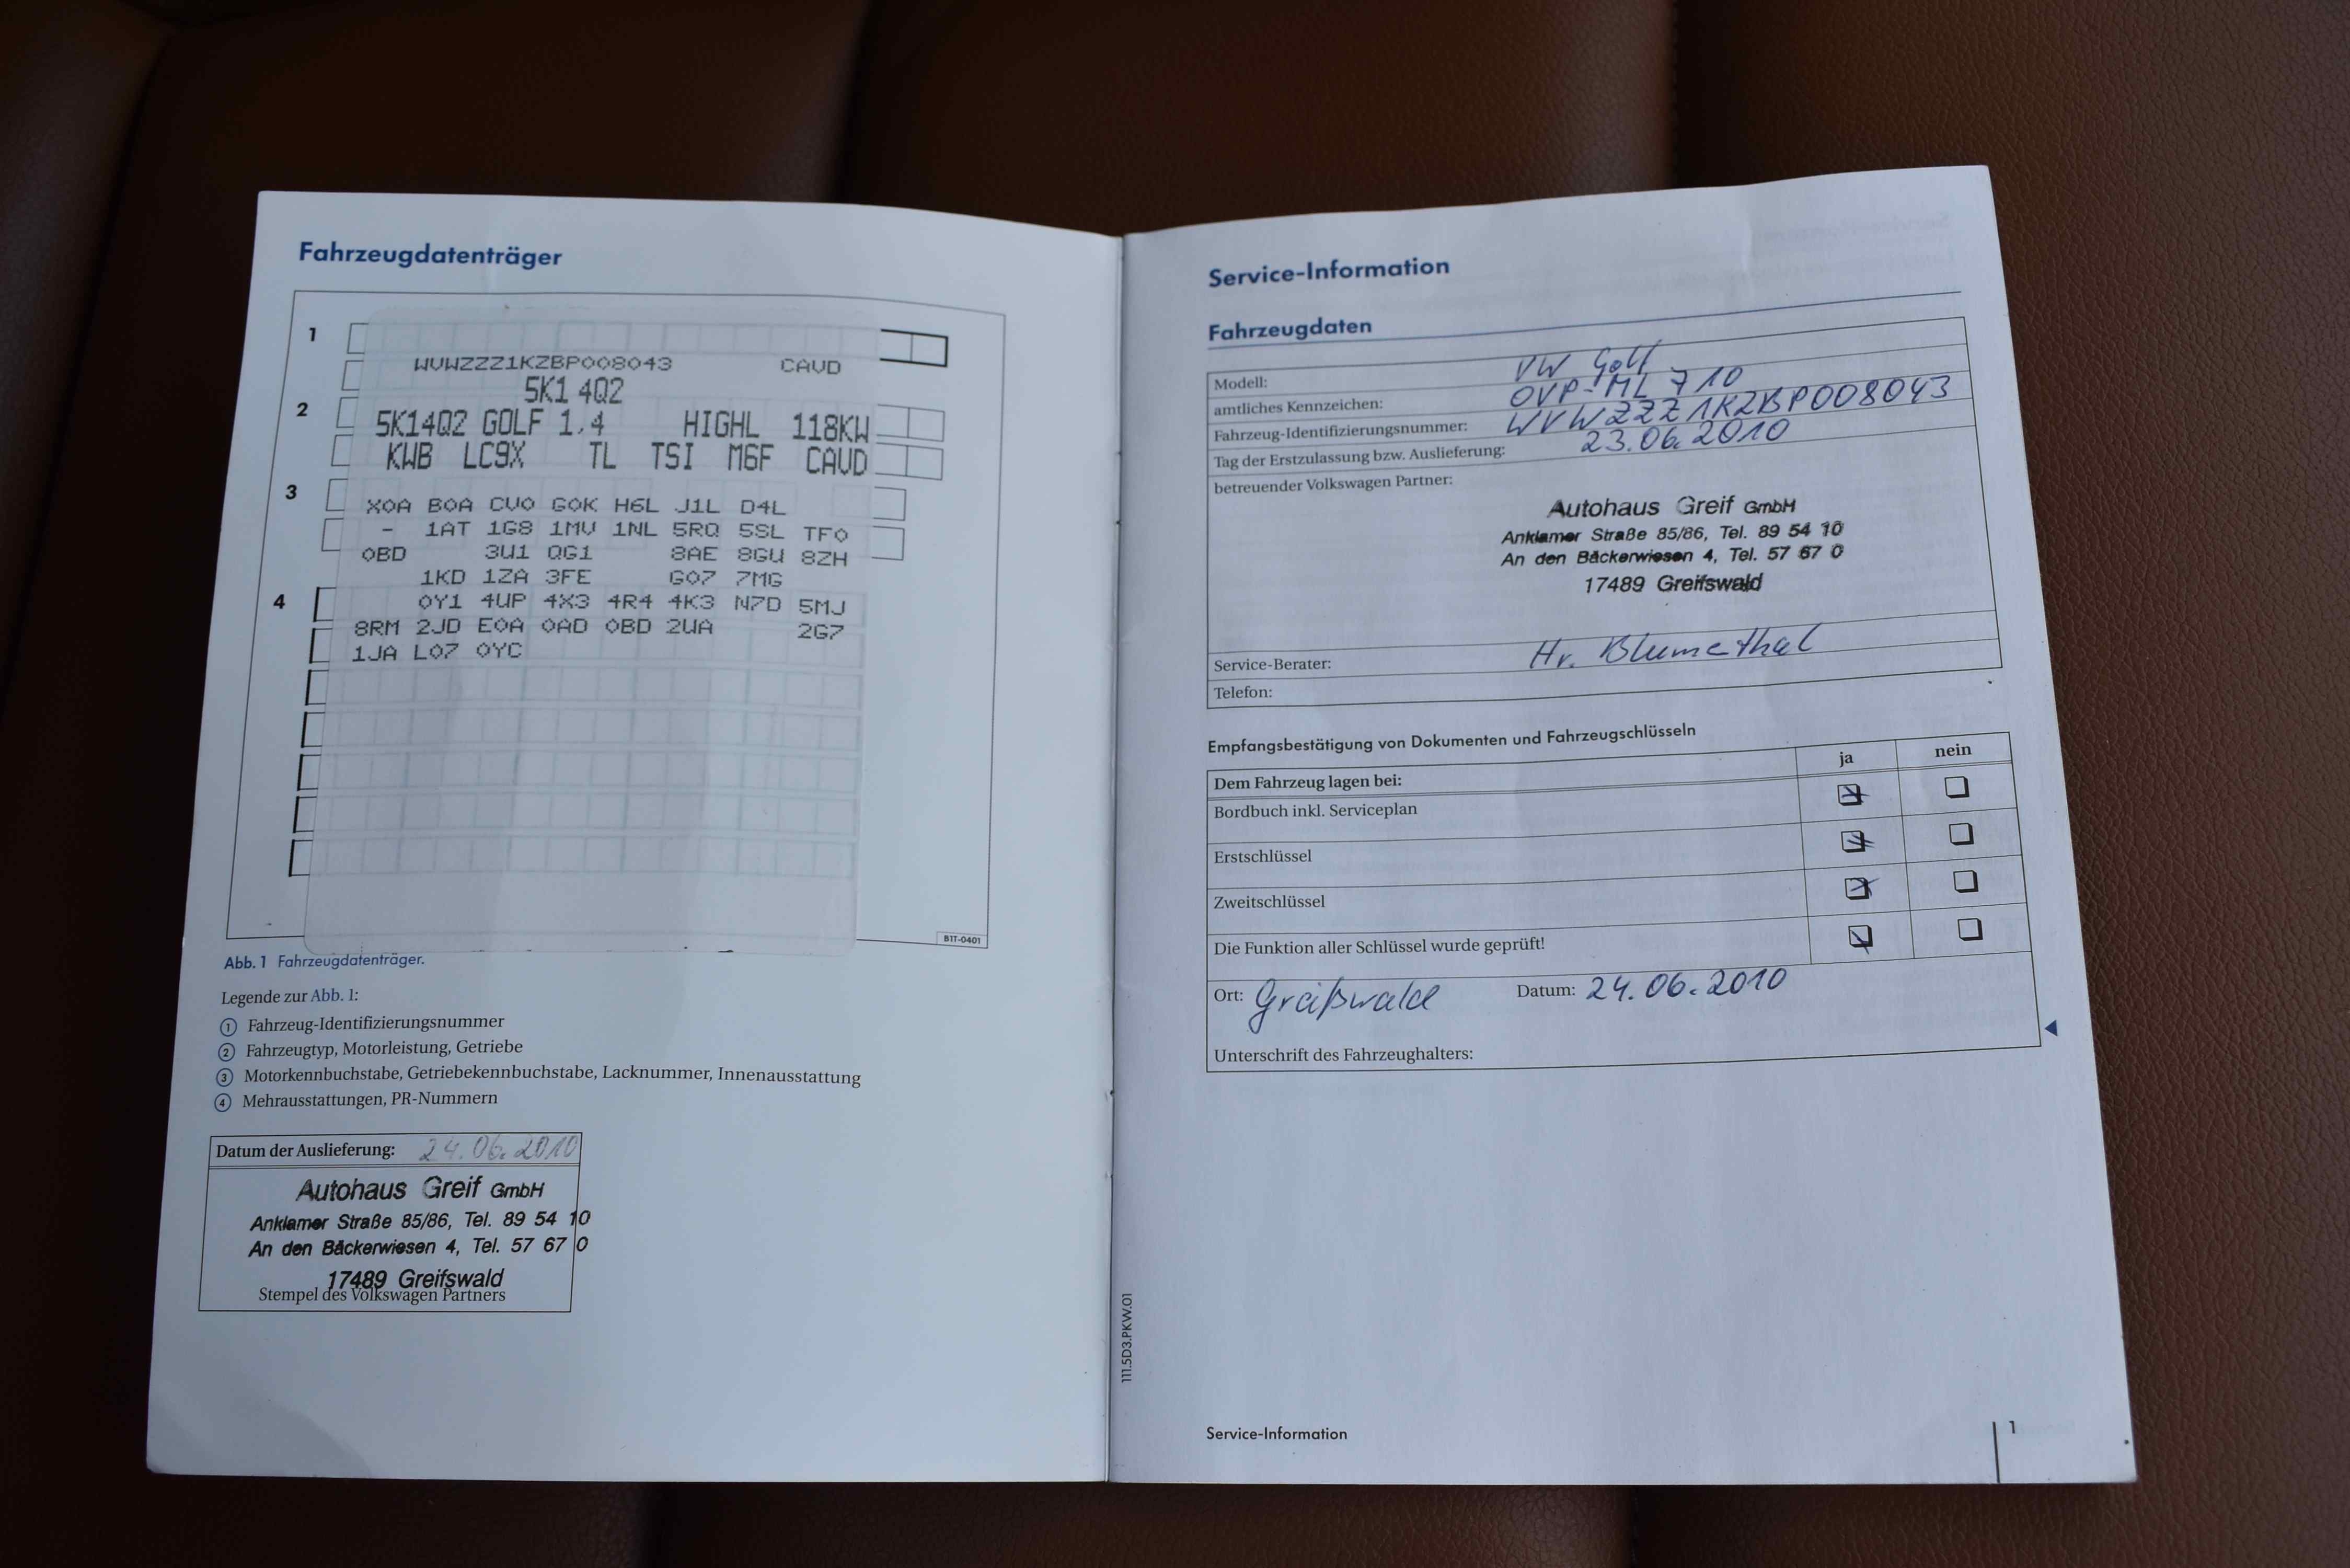 Fahrzeugdatenträger
1
WVWZZZ1KZBP008043 CAVD
5K1 4Q2
2
5K14Q2 GOLF 1,4 HIGHL 118KW
KWB LC9X TL TSI M6F CAVD
3
X0A B0A CV0 G0K H6L J1L D4L
- 1AT 1G8 1MV 1NL 5RQ 5SL TF0
0BD 3U1 QG1 8AE 8GU 8ZH
1KD 1ZA 3FE G07 7MG
4
0Y1 4UP 4X3 4R4 4K3 N7D 5MJ
8RM 2JD E0A 0AD 0BD 2UA 2G7
1JA L07 0YC
B1T-0401
Abb. 1 Fahrzeugdatenträger.
Legende zur Abb. 1:
1 Fahrzeug-Identifizierungsnummer
2 Fahrzeugtyp, Motorleistung, Getriebe
3 Motorkennbuchstabe, Getriebekennbuchstabe, Lacknummer, Innenausstattung
4 Mehrausstattungen, PR-Nummern
Datum der Auslieferung: 24.06.2010
Autohaus Greif GmbH
Anklamer Straße 85/86, Tel. 89 54 10
An den Bäckerwiesen 4, Tel. 57 67 0
17489 Greifswald
Stempel des Volkswagen Partners
Service-Information
Fahrzeugdaten
Modell: VW Golf
amtliches Kennzeichen: OVP-ML 710
Fahrzeug-Identifizierungsnummer: WVWZZZ1KZBP008043
Tag der Erstzulassung bzw. Auslieferung: 23.06.2010
betreuender Volkswagen Partner:
Autohaus Greif GmbH
Anklamer Straße 85/86, Tel. 89 54 10
An den Bäckerwiesen 4, Tel. 57 67 0
17489 Greifswald
Service-Berater: Hr. Blumethal
Telefon:
Empfangsbestätigung von Dokumenten und Fahrzeugschlüsseln
Dem Fahrzeug lagen bei: ja nein
Bordbuch inkl. Serviceplan
Erstschlüssel
Zweitschlüssel
Die Funktion aller Schlüssel wurde geprüft!
Ort: Greifswald Datum: 24.06.2010
Unterschrift des Fahrzeughalters:
111.5D3.PKW.01
Service-Information 1